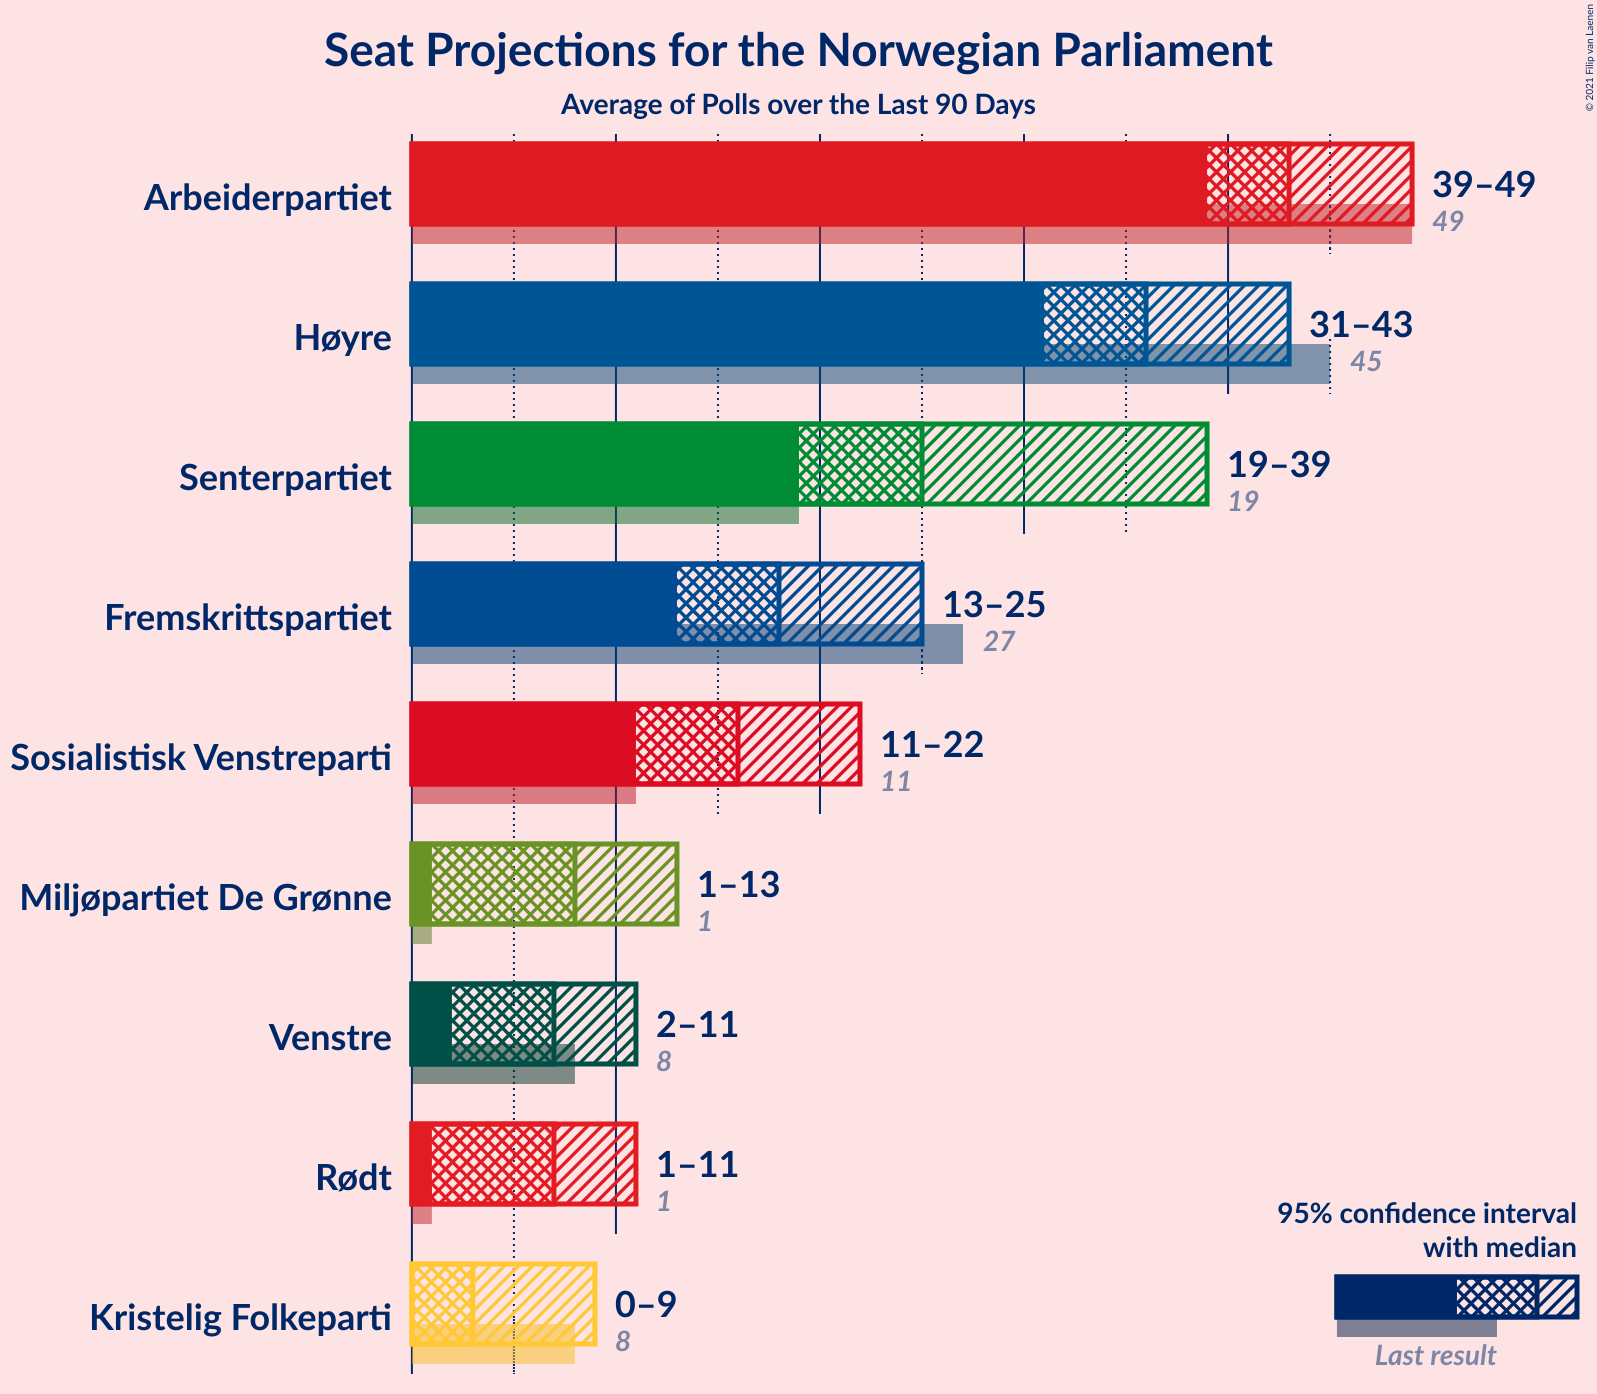 © 2021 Filip van Laenen
Seat Projections for the Norwegian Parliament
Average of Polls over the Last 90 Days
Arbeiderpartiet
39–49
49
Høyre
31–43
45
Senterpartiet
19–39
19
Fremskrittspartiet
13–25
27
Sosialistisk Venstreparti
11–22
11
Miljøpartiet De Grønne
1–13
1
Venstre
2–11
8
Rødt
1–11
1
Kristelig Folkeparti
0–9
8
95% confidence interval
with median
Last result